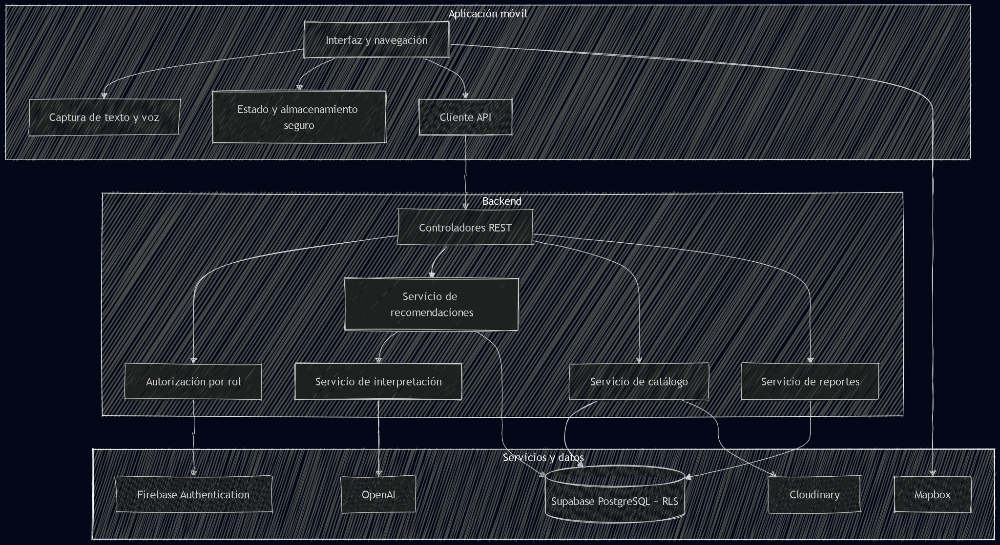 Aplicación móvil
Interfaz y navegación
Captura de texto y voz
Estado y almacenamiento
seguro
Cliente API
Backend
Controladores REST
Servicio de
recomendaciones
Autorización por rol
Servicio de interpretación
Servicio de catálogo
Servicio de reportes
Servicios y datos
Firebase Authentication
OpenAI
Supabase PostgreSQL + RLS
Cloudinary
Mapbox